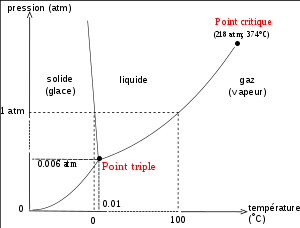 pression (atm)
Point critique
(218 atm; 374°C)
solide
(glace)
liquide
gaz
(vapeur)
1 atm
0.006 atm
Point triple
0.01
0
0
100
température
(°C)